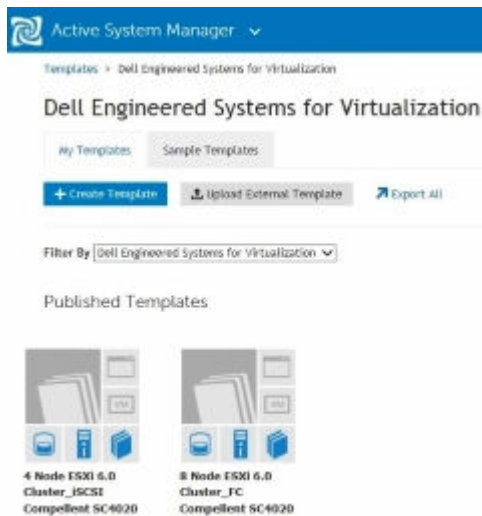 Active System Manager
Templates > Dell Engineered Systems for Virtualization
Dell Engineered Systems for Virtualization
My Templates Sample Templates
+ Create Template Upload External Template Export All
Filter By Dell Engineered Systems for Virtualization
Published Templates
4 Node ESXi 6.0 8 Node ESXi 6.0
Cluster_iSCSI Cluster_FC
Compellent SC4020 Compellent SC4020